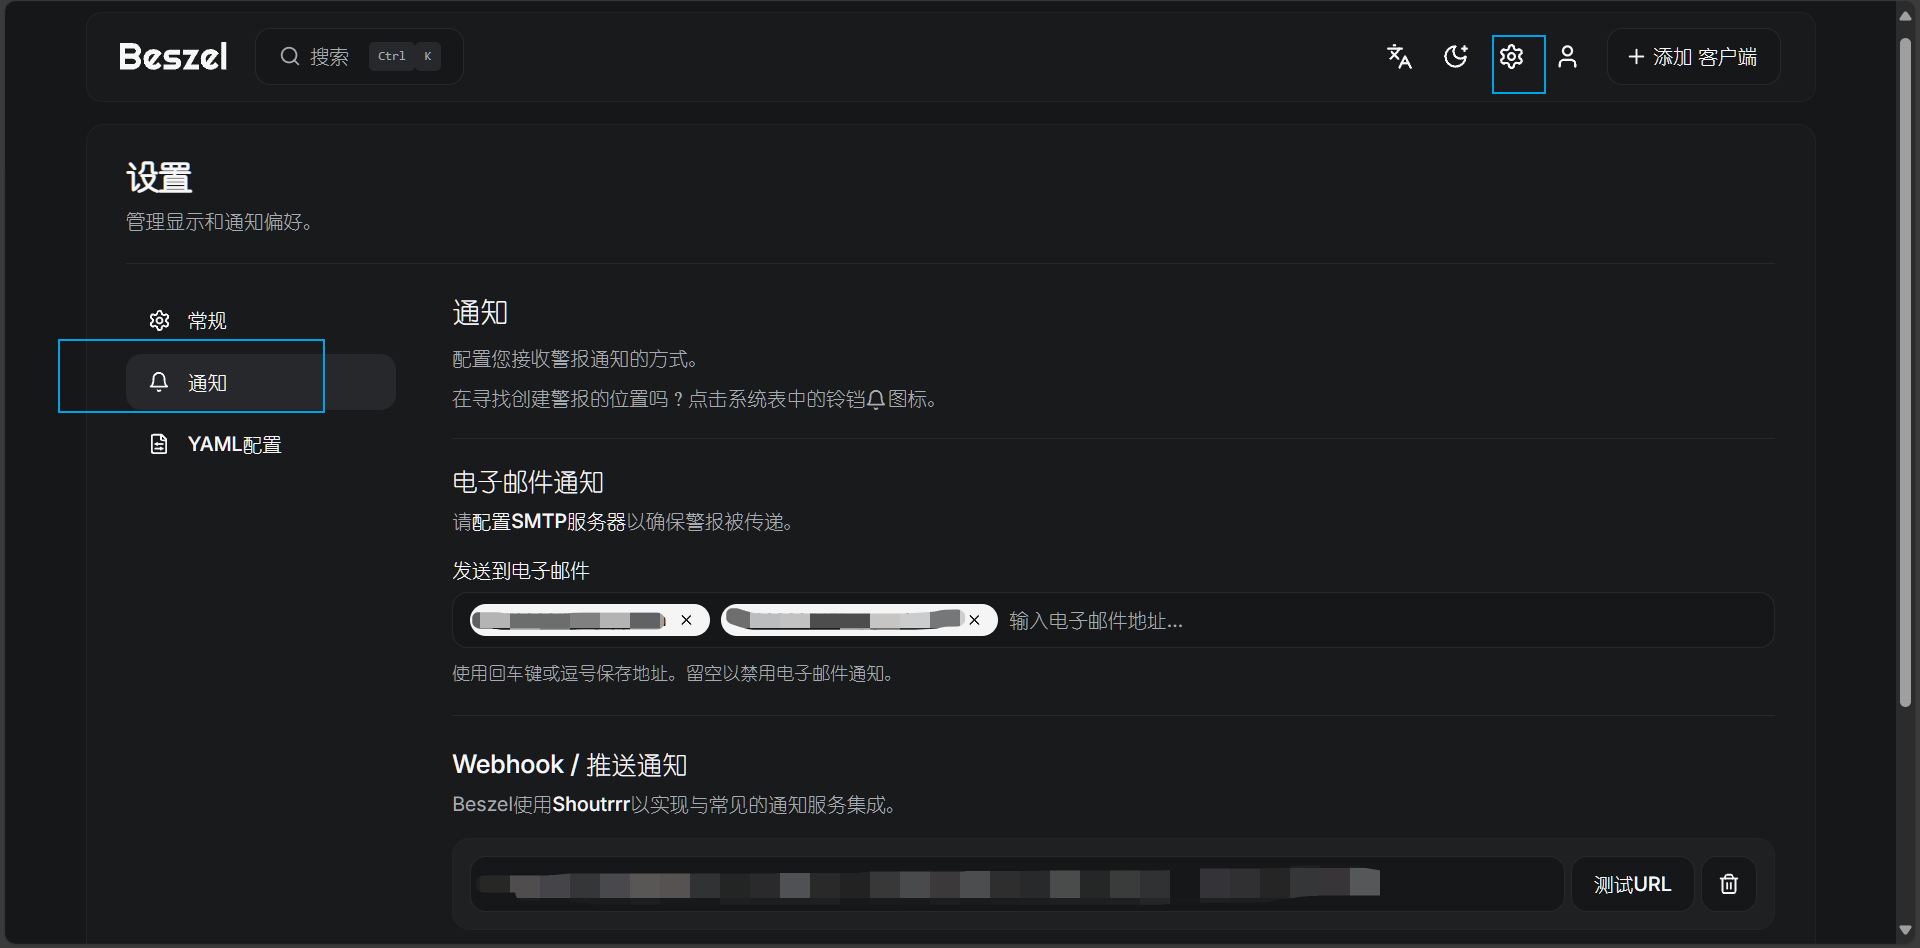 Beszel
搜索 Ctrl K
添加 客户端
设置
管理显示和通知偏好。
常规
通知
YAML配置
通知
配置您接收警报通知的方式。
在寻找创建警报的位置吗？点击系统表中的铃铛图标。
电子邮件通知
请配置SMTP服务器以确保警报被传递。
发送到电子邮件
输入电子邮件地址...
使用回车键或逗号保存地址。留空以禁用电子邮件通知。
Webhook / 推送通知
Beszel使用Shoutrrr以实现与常见的通知服务集成。
测试URL